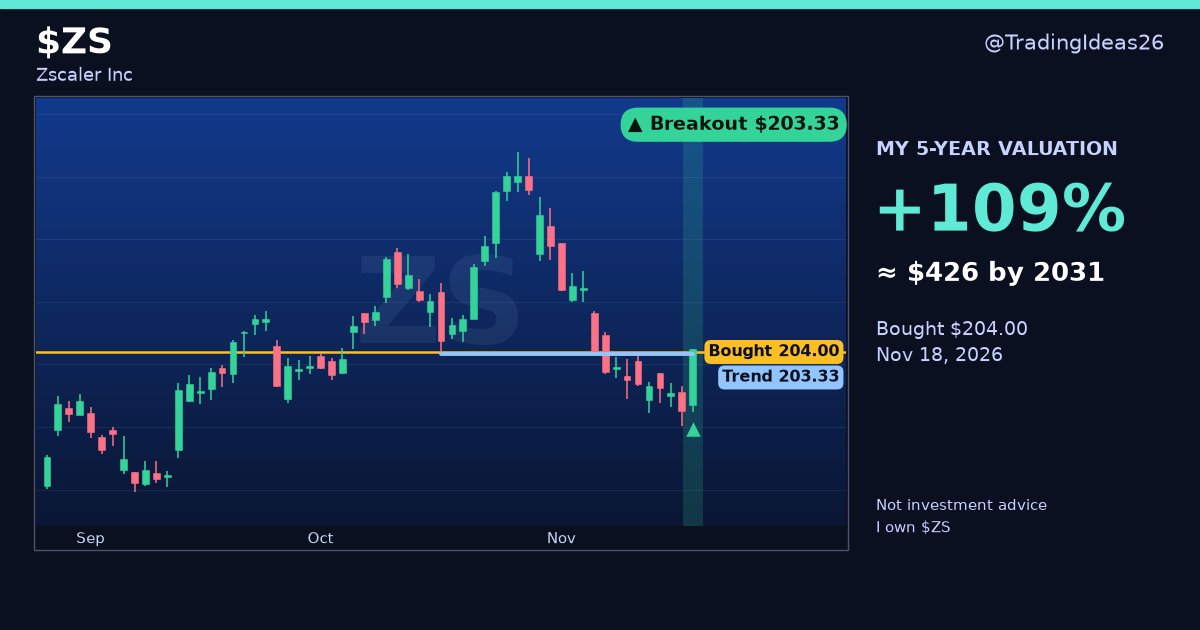 $ZS
Zscaler Inc
@TradingIdeas26
ZS
▲ Breakout $203.33
Bought 204.00
Trend 203.33
Sep
Oct
Nov
MY 5-YEAR VALUATION
+109%
≈ $426 by 2031
Bought $204.00
Nov 18, 2026
Not investment advice
I own $ZS